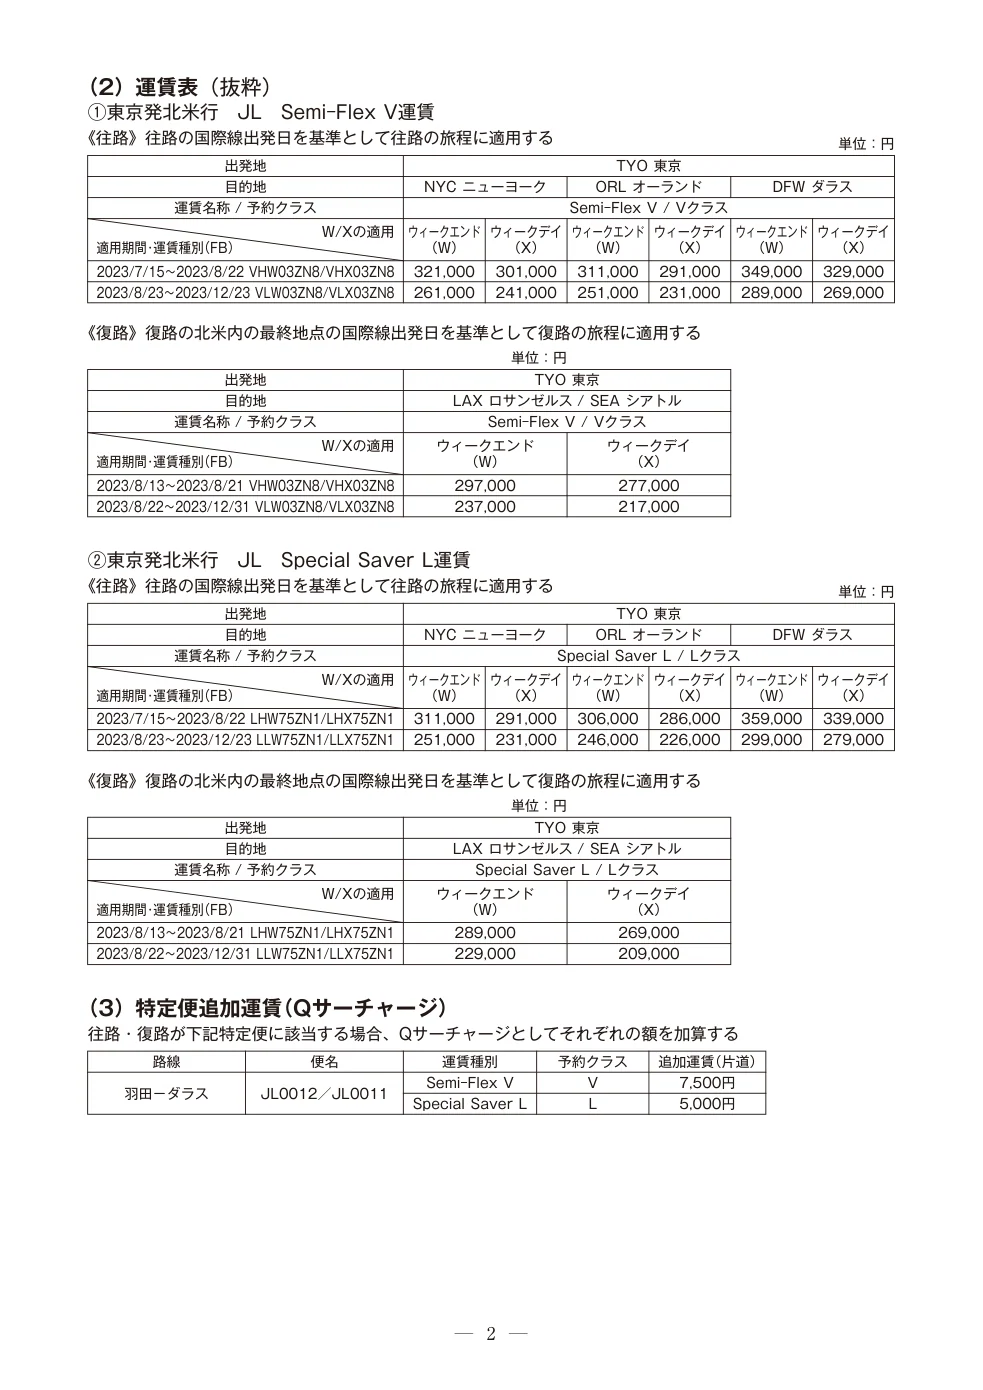 (2) 運賃表（抜粋）
①東京発北米行　JL　Semi-Flex V運賃
《往路》往路の国際線出発日を基準として往路の旅程に適用する
単位：円
出発地 TYO 東京
目的地 NYC ニューヨーク ORL オーランド DFW ダラス
運賃名称 / 予約クラス Semi-Flex V / Vクラス
W/Xの適用 ウィークエンド ウィークデイ ウィークエンド ウィークデイ ウィークエンド ウィークデイ
適用期間･運賃種別(FB) (W) (X) (W) (X) (W) (X)
2023/7/15~2023/8/22 VHW03ZN8/VHX03ZN8 321,000 301,000 311,000 291,000 349,000 329,000
2023/8/23~2023/12/23 VLW03ZN8/VLX03ZN8 261,000 241,000 251,000 231,000 289,000 269,000
《復路》復路の北米内の最終地点の国際線出発日を基準として復路の旅程に適用する
単位：円
出発地 TYO 東京
目的地 LAX ロサンゼルス / SEA シアトル
運賃名称 / 予約クラス Semi-Flex V / Vクラス
W/Xの適用 ウィークエンド ウィークデイ
適用期間･運賃種別(FB) (W) (X)
2023/8/13~2023/8/21 VHW03ZN8/VHX03ZN8 297,000 277,000
2023/8/22~2023/12/31 VLW03ZN8/VLX03ZN8 237,000 217,000
②東京発北米行　JL　Special Saver L運賃
《往路》往路の国際線出発日を基準として往路の旅程に適用する
単位：円
出発地 TYO 東京
目的地 NYC ニューヨーク ORL オーランド DFW ダラス
運賃名称 / 予約クラス Special Saver L / Lクラス
W/Xの適用 ウィークエンド ウィークデイ ウィークエンド ウィークデイ ウィークエンド ウィークデイ
適用期間･運賃種別(FB) (W) (X) (W) (X) (W) (X)
2023/7/15~2023/8/22 LHW75ZN1/LHX75ZN1 311,000 291,000 306,000 286,000 359,000 339,000
2023/8/23~2023/12/23 LLW75ZN1/LLX75ZN1 251,000 231,000 246,000 226,000 299,000 279,000
《復路》復路の北米内の最終地点の国際線出発日を基準として復路の旅程に適用する
単位：円
出発地 TYO 東京
目的地 LAX ロサンゼルス / SEA シアトル
運賃名称 / 予約クラス Special Saver L / Lクラス
W/Xの適用 ウィークエンド ウィークデイ
適用期間･運賃種別(FB) (W) (X)
2023/8/13~2023/8/21 LHW75ZN1/LHX75ZN1 289,000 269,000
2023/8/22~2023/12/31 LLW75ZN1/LLX75ZN1 229,000 209,000
(3) 特定便追加運賃(Qサーチャージ)
往路・復路が下記特定便に該当する場合、Qサーチャージとしてそれぞれの額を加算する
路線 便名 運賃種別 予約クラス 追加運賃(片道)
羽田－ダラス JL0012／JL0011 Semi-Flex V V 7,500円
Special Saver L L 5,000円
— 2 —